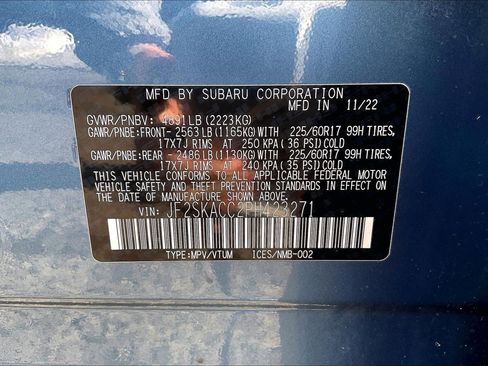 MFD BY SUBARU CORPORATION
GVWR/PNBV: 4891LB (2223KG) 11/22
GAWR/PNBE:FRONT- 2563 LB (1165KG) WITH 225/60R17 99H TIRES,
17X7J RIMS AT 250 KPA (36 PSI) COLD
GAWR/PNBE:REAR - 2486 LB (1130KG) WITH 225/60R17 99H TIRES,
17X7J RIMS AT 240 KPA (35 PSI) COLD
THIS VEHICLE CONFORMS TO ALL APPLICABLE FEDERAL MOTOR
VEHICLE SAFETY AND THEFT PREVENTION STANDARDS IN EFFECT
ON THE DATE OF MANUFACTURE SHOWN ABOVE.
VIN: JF2SKACC2PH423271
TYPE:MPV/VTUM ICES/NMB-002